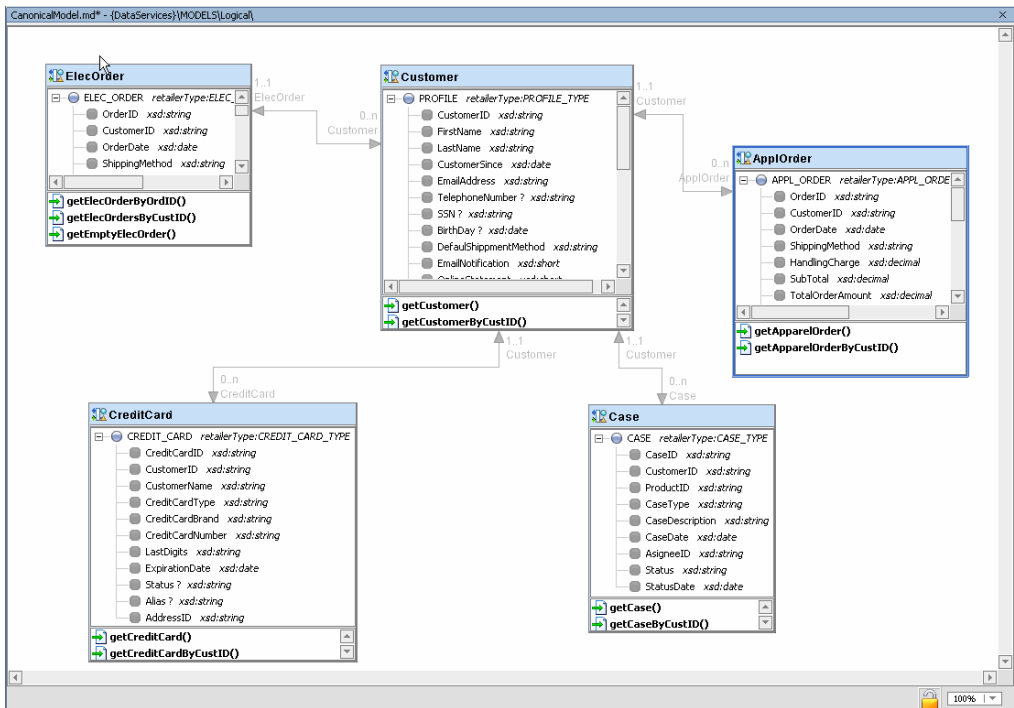 CanonicalModel.md* - {DataServices}\MODELS\Logical\
ElecOrder
ELEC_ORDER retailerType:ELEC_
OrderID xsd:string
CustomerID xsd:string
OrderDate xsd:date
ShippingMethod xsd:string
getElecOrderByOrdID()
getElecOrdersByCustID()
getEmptyElecOrder()
1..1
ElecOrder
0..n
Customer
Customer
PROFILE retailerType:PROFILE_TYPE
CustomerID xsd:string
FirstName xsd:string
LastName xsd:string
CustomerSince xsd:date
EmailAddress xsd:string
TelephoneNumber ? xsd:string
SSN ? xsd:string
BirthDay ? xsd:date
DefaulShippmentMethod xsd:string
EmailNotification xsd:short
OnlineStatement xsd:short
getCustomer()
getCustomerByCustID()
1..1
Customer
0..n
ApplOrder
ApplOrder
APPL_ORDER retailerType:APPL_ORDE
OrderID xsd:string
CustomerID xsd:string
OrderDate xsd:date
ShippingMethod xsd:string
HandlingCharge xsd:decimal
SubTotal xsd:decimal
TotalOrderAmount xsd:decimal
getApparelOrder()
getApparelOrderByCustID()
1..1
Customer
0..n
CreditCard
1..1
Customer
0..n
Case
CreditCard
CREDIT_CARD retailerType:CREDIT_CARD_TYPE
CreditCardID xsd:string
CustomerID xsd:string
CustomerName xsd:string
CreditCardType xsd:string
CreditCardBrand xsd:string
CreditCardNumber xsd:string
LastDigits xsd:string
ExpirationDate xsd:date
Status ? xsd:string
Alias ? xsd:string
AddressID xsd:string
getCreditCard()
getCreditCardByCustID()
Case
CASE retailerType:CASE_TYPE
CaseID xsd:string
CustomerID xsd:string
ProductID xsd:string
CaseType xsd:string
CaseDescription xsd:string
CaseDate xsd:date
AsigneeID xsd:string
Status xsd:string
StatusDate xsd:date
getCase()
getCaseByCustID()
100%